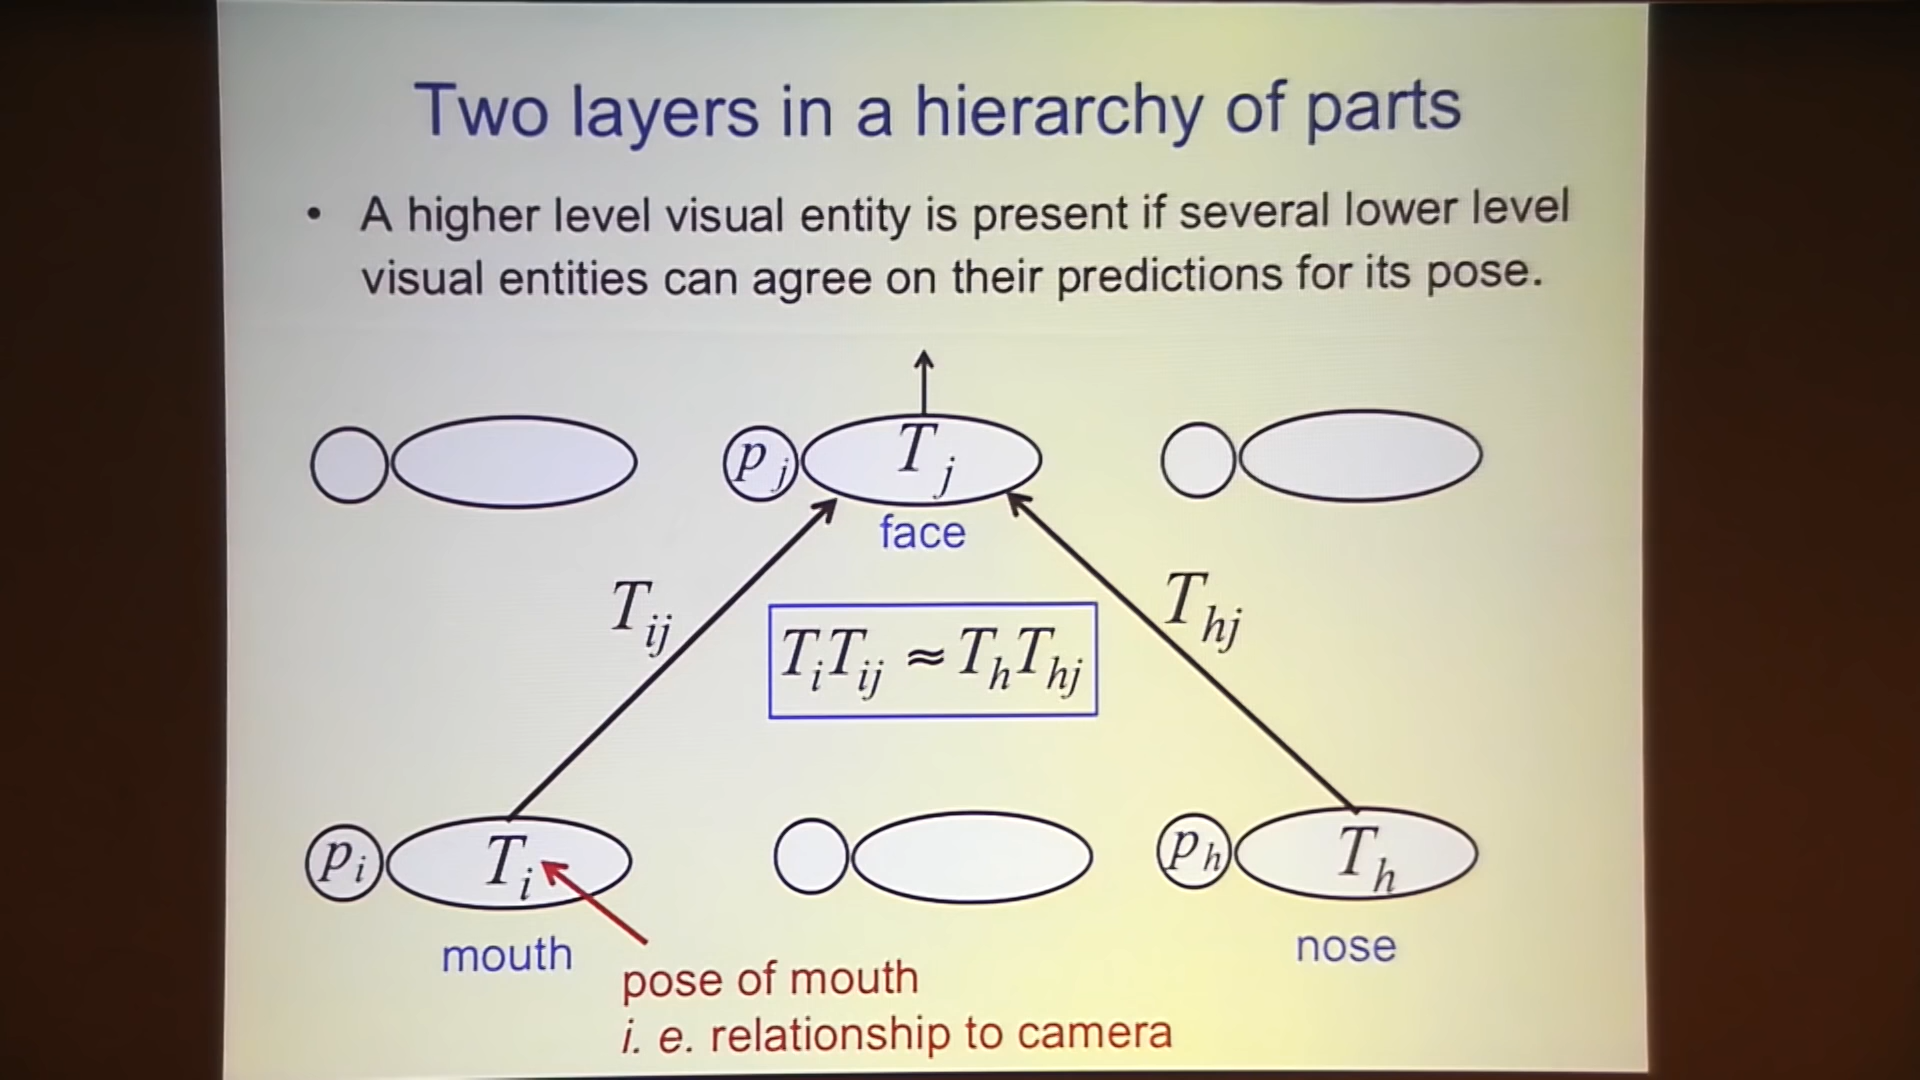 Two layers in a hierarchy of parts
• A higher level visual entity is present if several lower level
visual entities can agree on their predictions for its pose.
p_j T_j
face
T_ij
T_hj
T_i T_ij ≈ T_h T_hj
p_i T_i
p_h T_h
mouth
nose
pose of mouth
i. e. relationship to camera